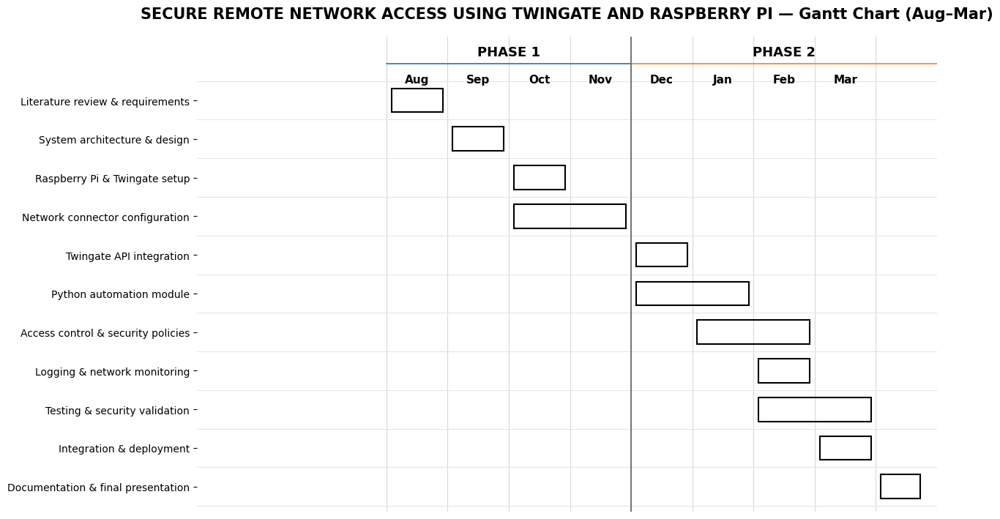 SECURE REMOTE NETWORK ACCESS USING TWINGATE AND RASPBERRY PI — Gantt Chart (Aug–Mar)
PHASE 1 PHASE 2
Aug Sep Oct Nov Dec Jan Feb Mar
Literature review & requirements
System architecture & design
Raspberry Pi & Twingate setup
Network connector configuration
Twingate API integration
Python automation module
Access control & security policies
Logging & network monitoring
Testing & security validation
Integration & deployment
Documentation & final presentation